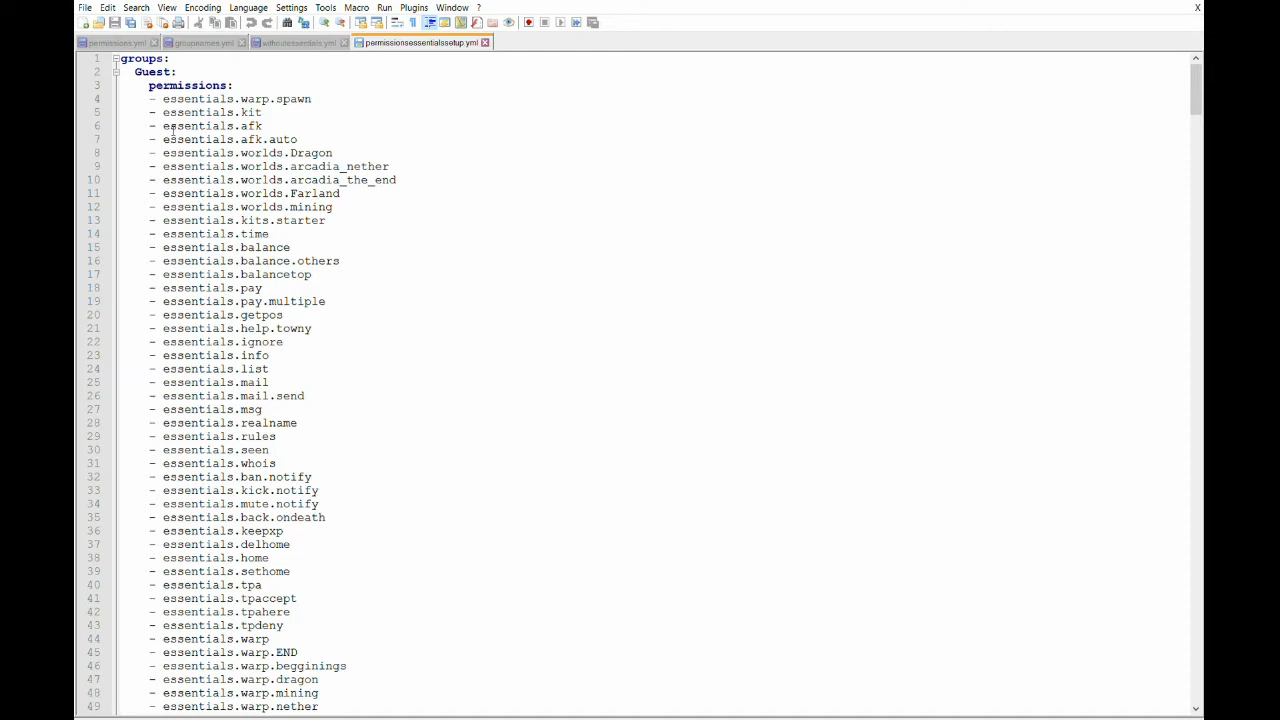 File Edit Search View Encoding Language Settings Tools Macro Run Plugins Window ? X
permissions.yml groupnames.yml withoutessentials.yml permissionsessentialssetup.yml
1 groups:
2 Guest:
3 permissions:
4 - essentials.warp.spawn
5 - essentials.kit
6 - essentials.afk
7 - essentials.afk.auto
8 - essentials.worlds.Dragon
9 - essentials.worlds.arcadia_nether
10 - essentials.worlds.arcadia_the_end
11 - essentials.worlds.Farland
12 - essentials.worlds.mining
13 - essentials.kits.starter
14 - essentials.time
15 - essentials.balance
16 - essentials.balance.others
17 - essentials.balancetop
18 - essentials.pay
19 - essentials.pay.multiple
20 - essentials.getpos
21 - essentials.help.towny
22 - essentials.ignore
23 - essentials.info
24 - essentials.list
25 - essentials.mail
26 - essentials.mail.send
27 - essentials.msg
28 - essentials.realname
29 - essentials.rules
30 - essentials.seen
31 - essentials.whois
32 - essentials.ban.notify
33 - essentials.kick.notify
34 - essentials.mute.notify
35 - essentials.back.ondeath
36 - essentials.keepxp
37 - essentials.delhome
38 - essentials.home
39 - essentials.sethome
40 - essentials.tpa
41 - essentials.tpaccept
42 - essentials.tpahere
43 - essentials.tpdeny
44 - essentials.warp
45 - essentials.warp.END
46 - essentials.warp.begginings
47 - essentials.warp.dragon
48 - essentials.warp.mining
49 - essentials.warp.nether